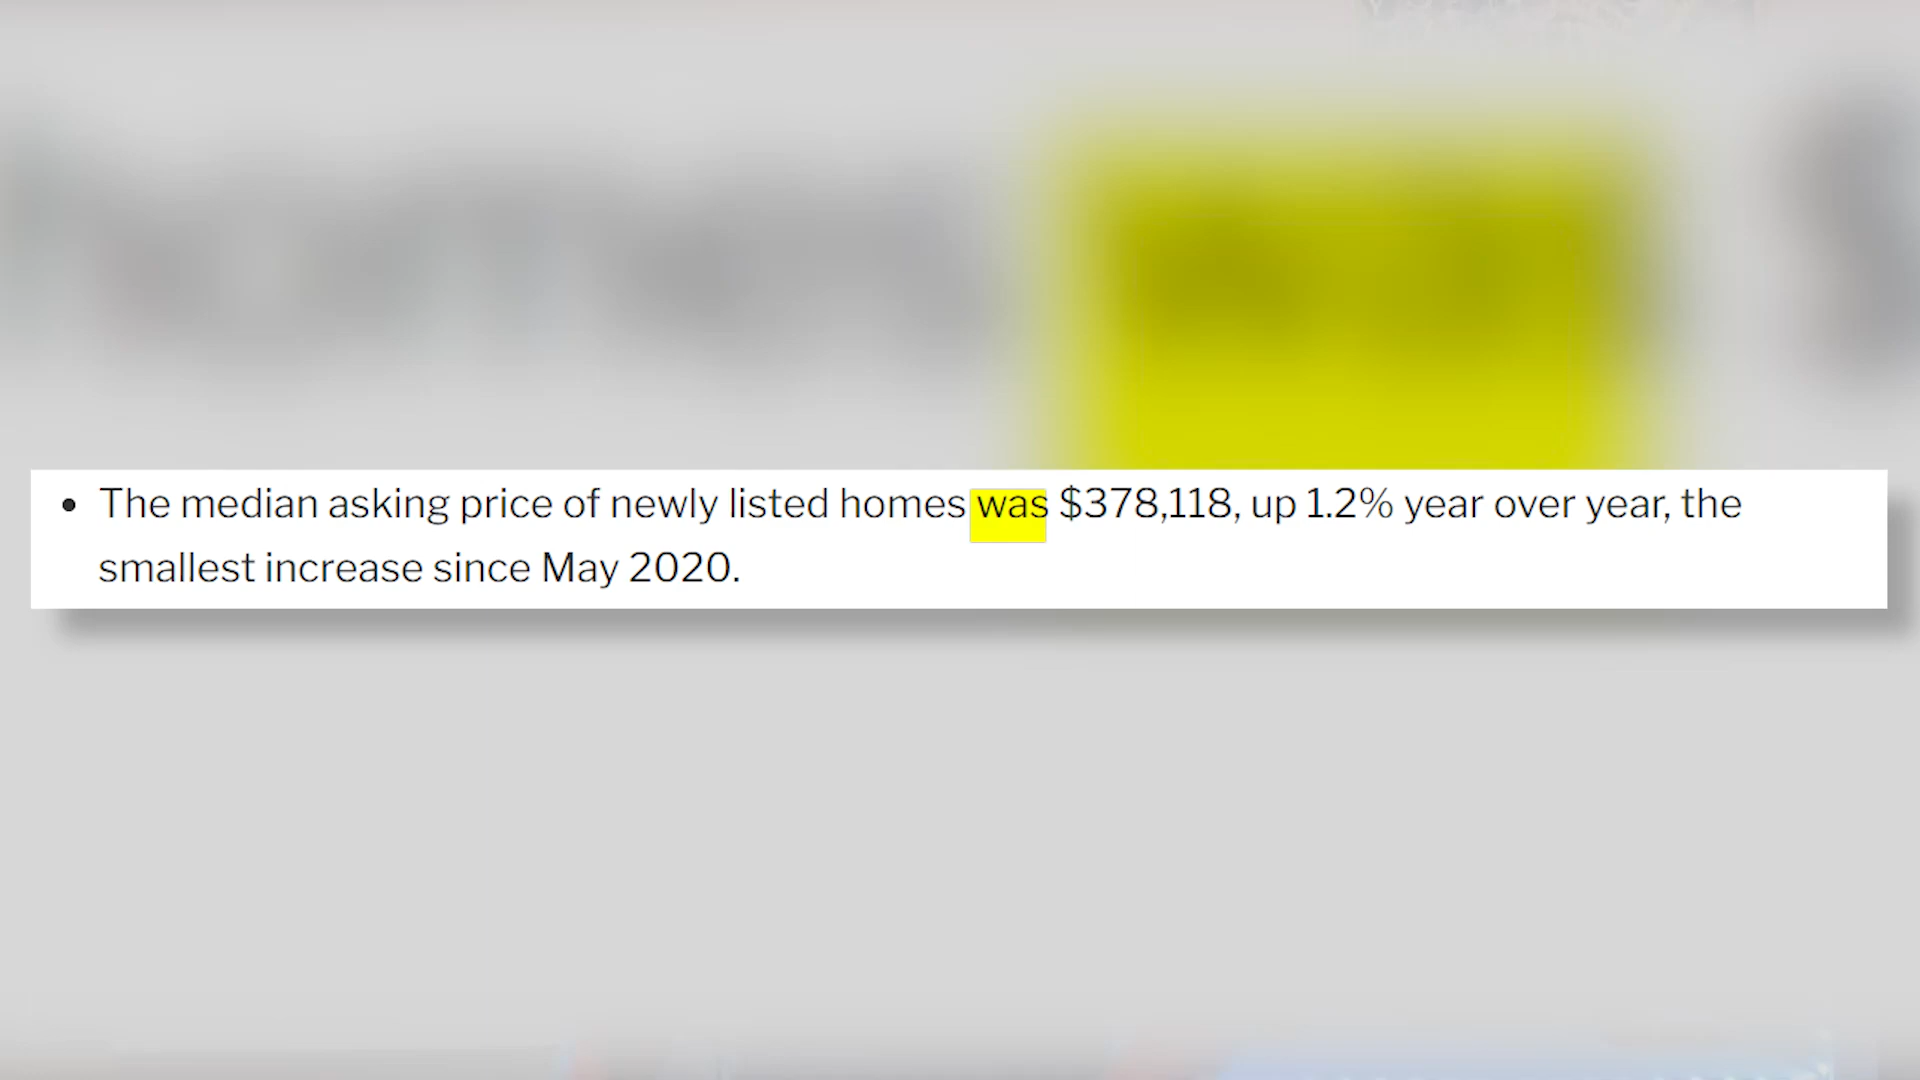 • The median asking price of newly listed homes was $378,118, up 1.2% year over year, the
smallest increase since May 2020.